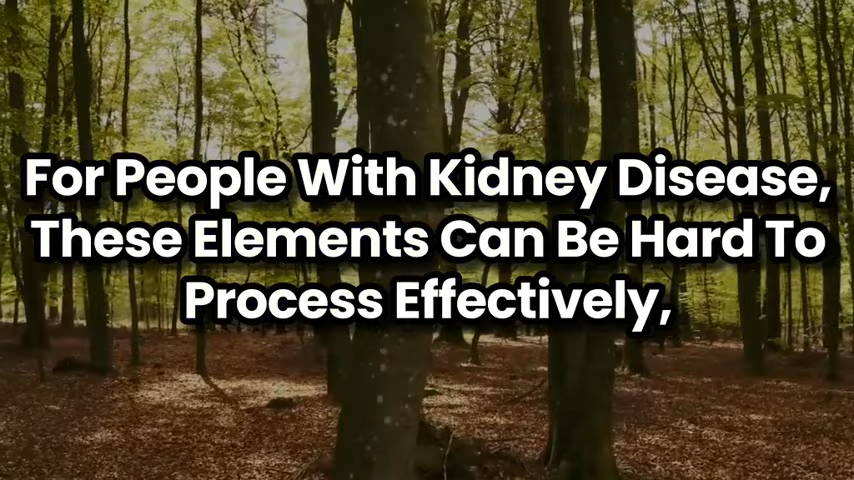 For People With Kidney Disease,
These Elements Can Be Hard To
Process Effectively,